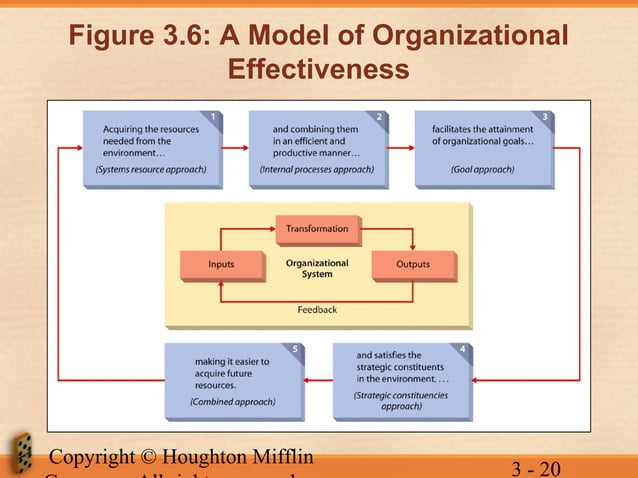 Figure 3.6: A Model of Organizational
Effectiveness
1
Acquiring the resources
needed from the
environment…
(Systems resource approach)
2
and combining them
in an efficient and
productive manner…
(Internal processes approach)
3
facilitates the attainment
of organizational goals…
(Goal approach)
Transformation
Inputs
Organizational
System
Outputs
Feedback
5
making it easier to
acquire future
resources.
(Combined approach)
4
and satisfies the
strategic constituents
in the environment, . . .
(Strategic constituencies
approach)
Copyright © Houghton Mifflin
3 - 20